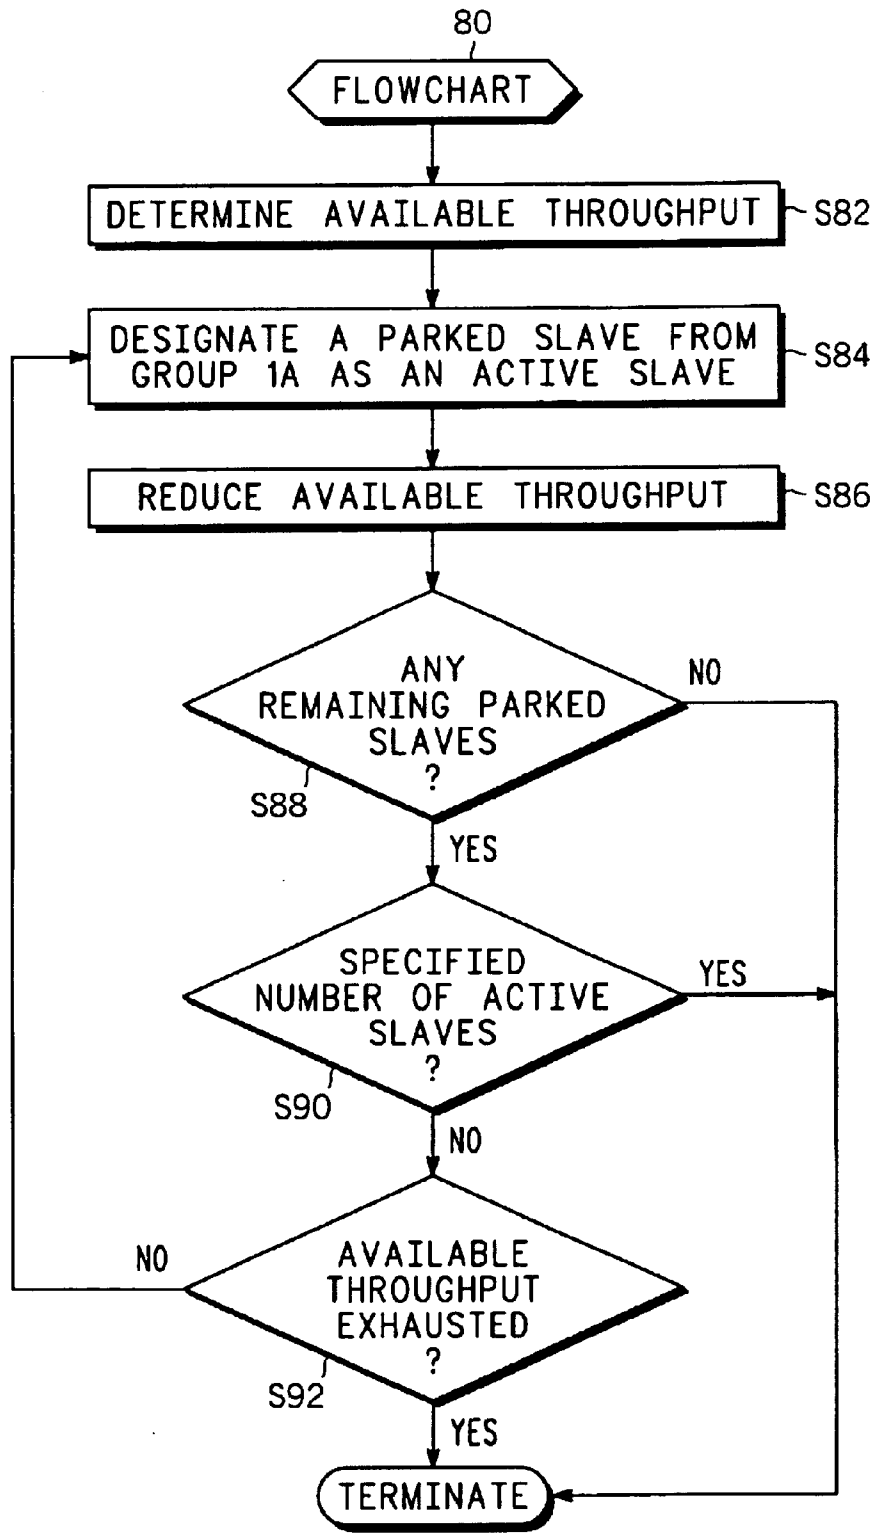 80
FLOWCHART
DETERMINE AVAILABLE THROUGHPUT
S82
DESIGNATE A PARKED SLAVE FROM
GROUP 1A AS AN ACTIVE SLAVE
S84
REDUCE AVAILABLE THROUGHPUT
S86
ANY
REMAINING PARKED
SLAVES
?
NO
S88
YES
SPECIFIED
NUMBER OF ACTIVE
SLAVES
?
YES
S90
NO
AVAILABLE
THROUGHPUT
EXHAUSTED
?
NO
S92
YES
TERMINATE